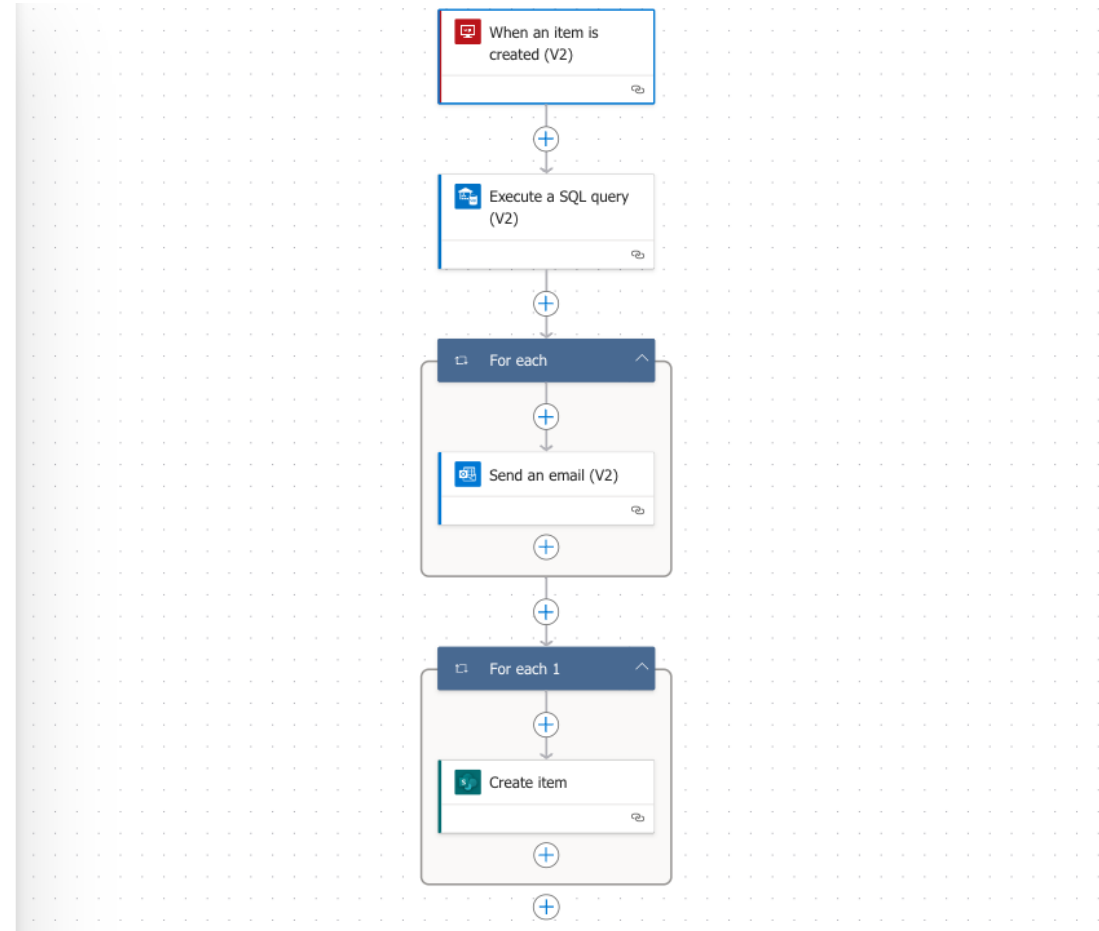 When an item is
created (V2)
Execute a SQL query
(V2)
For each
Send an email (V2)
For each 1
Create item